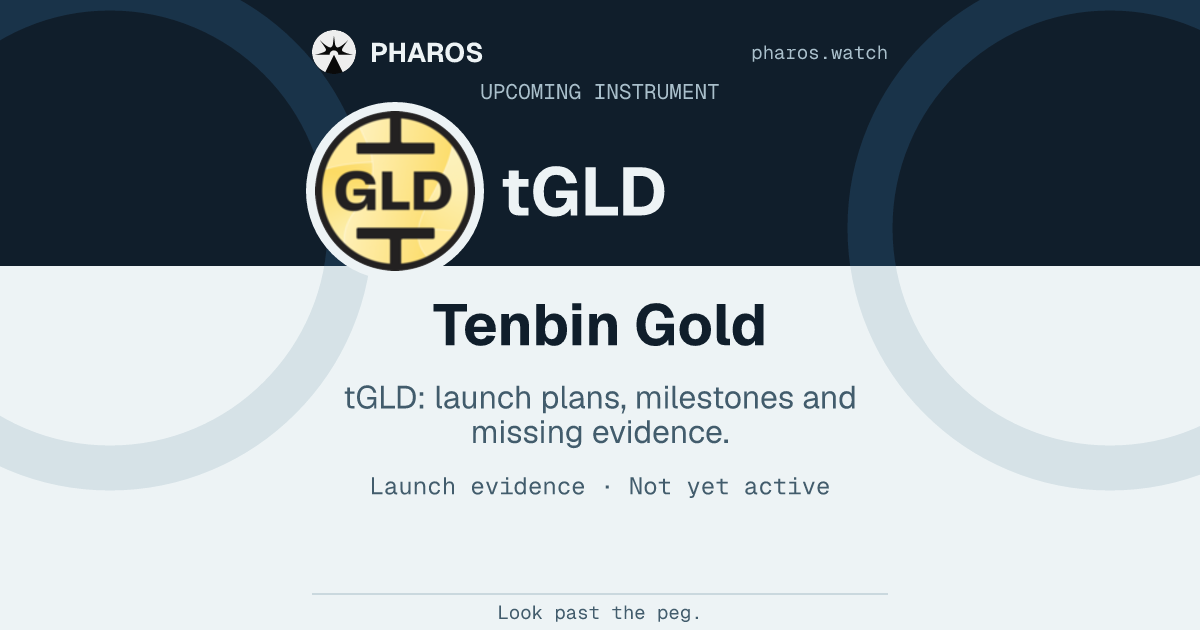 PHAROS
pharos.watch
UPCOMING INSTRUMENT
GLD
tGLD
Tenbin Gold
tGLD: launch plans, milestones and
missing evidence.
Launch evidence · Not yet active
Look past the peg.